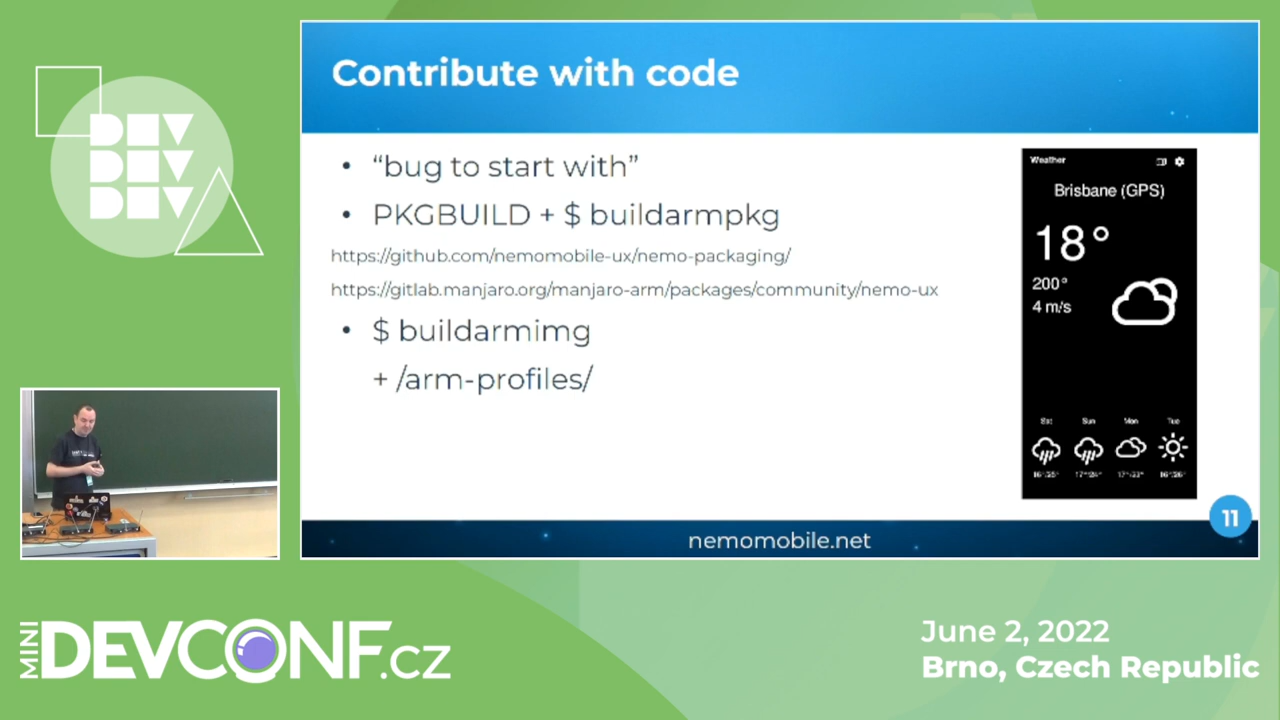 DEV
DEV
DEV
Contribute with code
• “bug to start with”
• PKGBUILD + $ buildarmpkg
https://github.com/nemomobile-ux/nemo-packaging/
https://gitlab.manjaro.org/manjaro-arm/packages/community/nemo-ux
• $ buildarmimg
+ /arm-profiles/
Weather
Brisbane (GPS)
18°
200°
4 m/s
Sat Sun Mon Tue
11
nemomobile.net
MINI DEVCONF.CZ
June 2, 2022
Brno, Czech Republic